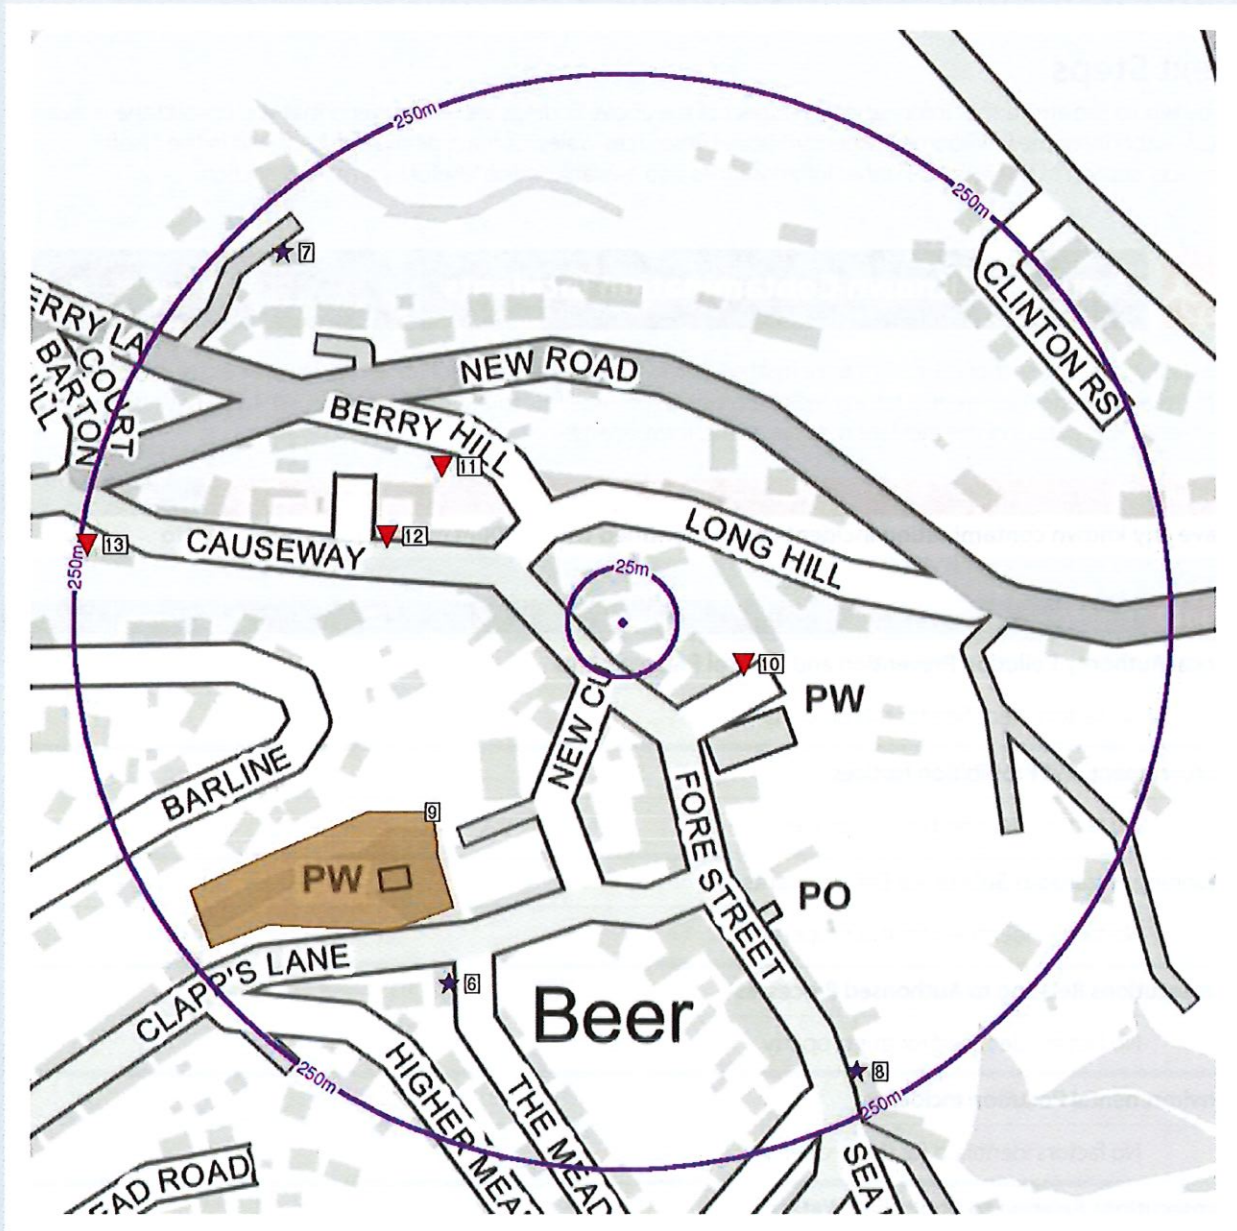 250m
250m
7
CLINTON RS
ERRY LA
COURT
BARTON
NEW ROAD
BERRY HILL
11
12
13
CAUSEWAY
LONG HILL
250m
25m
10
PW
NEW CL
BARLINE
FORE STREET
9
PW
PO
CLAPP'S LANE
6
Beer
8
250m
250m
HIGHER MEA
THE MEAD
SEA
EAD ROAD